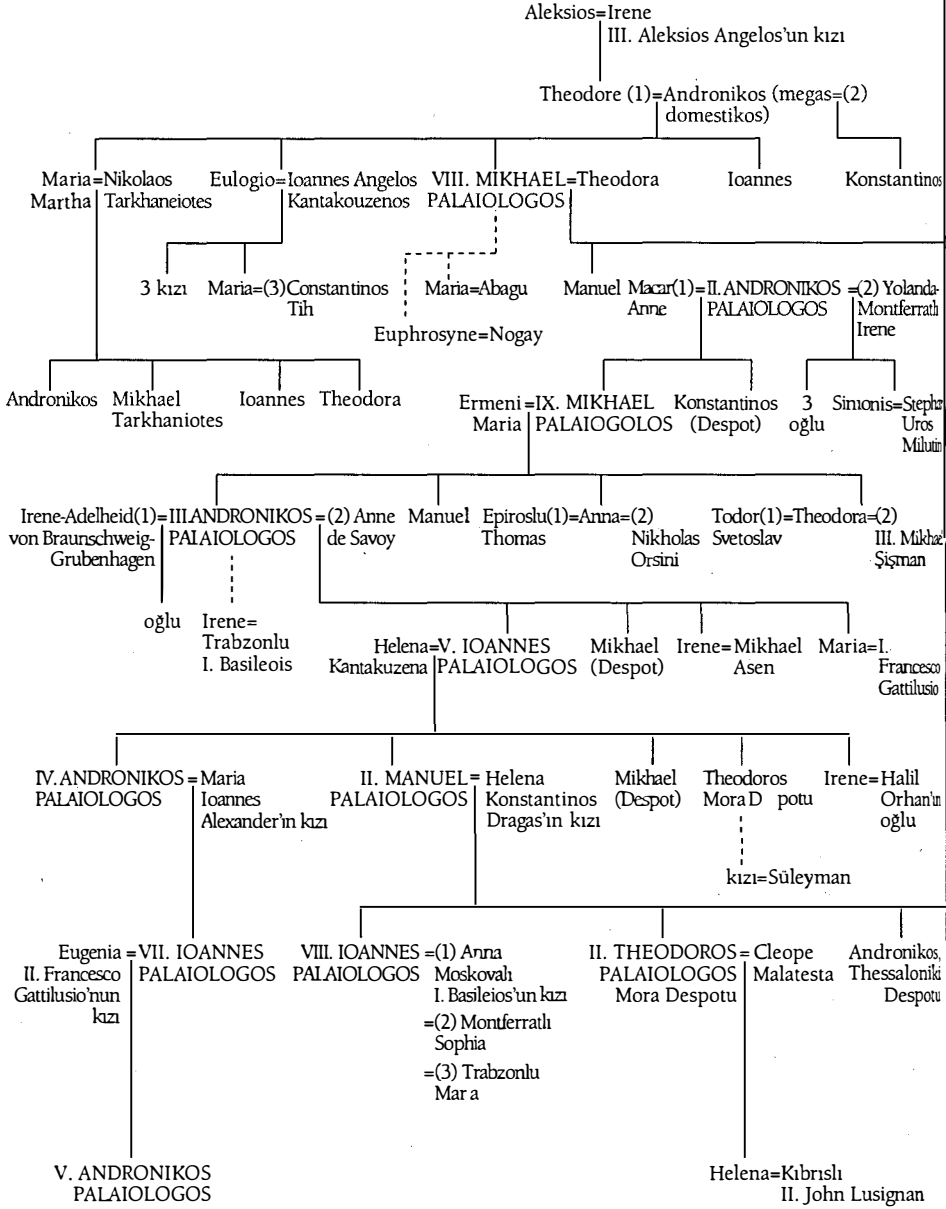 Aleksios=Irene
III. Aleksios Angelos'un kızı
Theodore (1)=Andronikos (megas=(2)
domestikos)
Maria=Nikolaos
Martha Tarkhaneiotes
Eulogio=Ioannes Angelos
Kantakouzenos
VIII. MIKHAEL=Theodora
PALAIOLOGOS
Ioannes
Konstantinos
3 kızı
Maria=(3)Constantinos
Tih
Maria=Abagu
Euphrosyne=Nogay
Manuel
Macar(1)=II.ANDRONIKOS =(2) Yolanda-
Anne PALAIOLOGOS Montferratlı
Irene
Andronikos
Mikhael
Tarkhaniotes
Ioannes
Theodora
Ermeni=IX. MIKHAEL
Maria PALAIOGOLOS
Konstantinos
(Despot)
3
oğlu
Simonis=Stephan
Uros
Milutin
Irene-Adelheid(1)=III.ANDRONIKOS=(2) Anne
von Braunschweig- PALAIOLOGOS de Savoy
Grubenhagen
Manuel
Epiroslu(1)=Anna=(2)
Thomas Nikholas
Orsini
Todor(1)=Theodora=(2)
Svetoslav III. Mikhael
Şişman
oğlu
Irene=
Trabzonlu
I. Basileois
Helena=V. IOANNES
Kantakuzena PALAIOLOGOS
Mikhael
(Despot)
Irene=Mikhael
Asen
Maria=I.
Francesco
Gattilusio
IV.ANDRONIKOS = Maria
PALAIOLOGOS Ioannes
Alexander'ın kızı
II. MANUEL= Helena
PALAIOLOGOS Konstantinos
Dragas'ın kızı
Mikhael
(Despot)
Theodoros
Mora D potu
Irene=Halil
Orhan'ın
oğlu
kızı=Süleyman
Eugenia =VII. IOANNES
II. Francesco PALAIOLOGOS
Gattilusio'nun
kızı
VIII. IOANNES =(1) Anna
PALAIOLOGOS Moskovalı
I. Basileios'un kızı
=(2) Montferratlı
Sophia
=(3) Trabzonlu
Mar a
II. THEODOROS= Cleope
PALAIOLOGOS Malatesta
Mora Despotu
Andronikos,
Thessaloniki
Despotu
V. ANDRONIKOS
PALAIOLOGOS
Helena=Kıbrıslı
II. John Lusignan